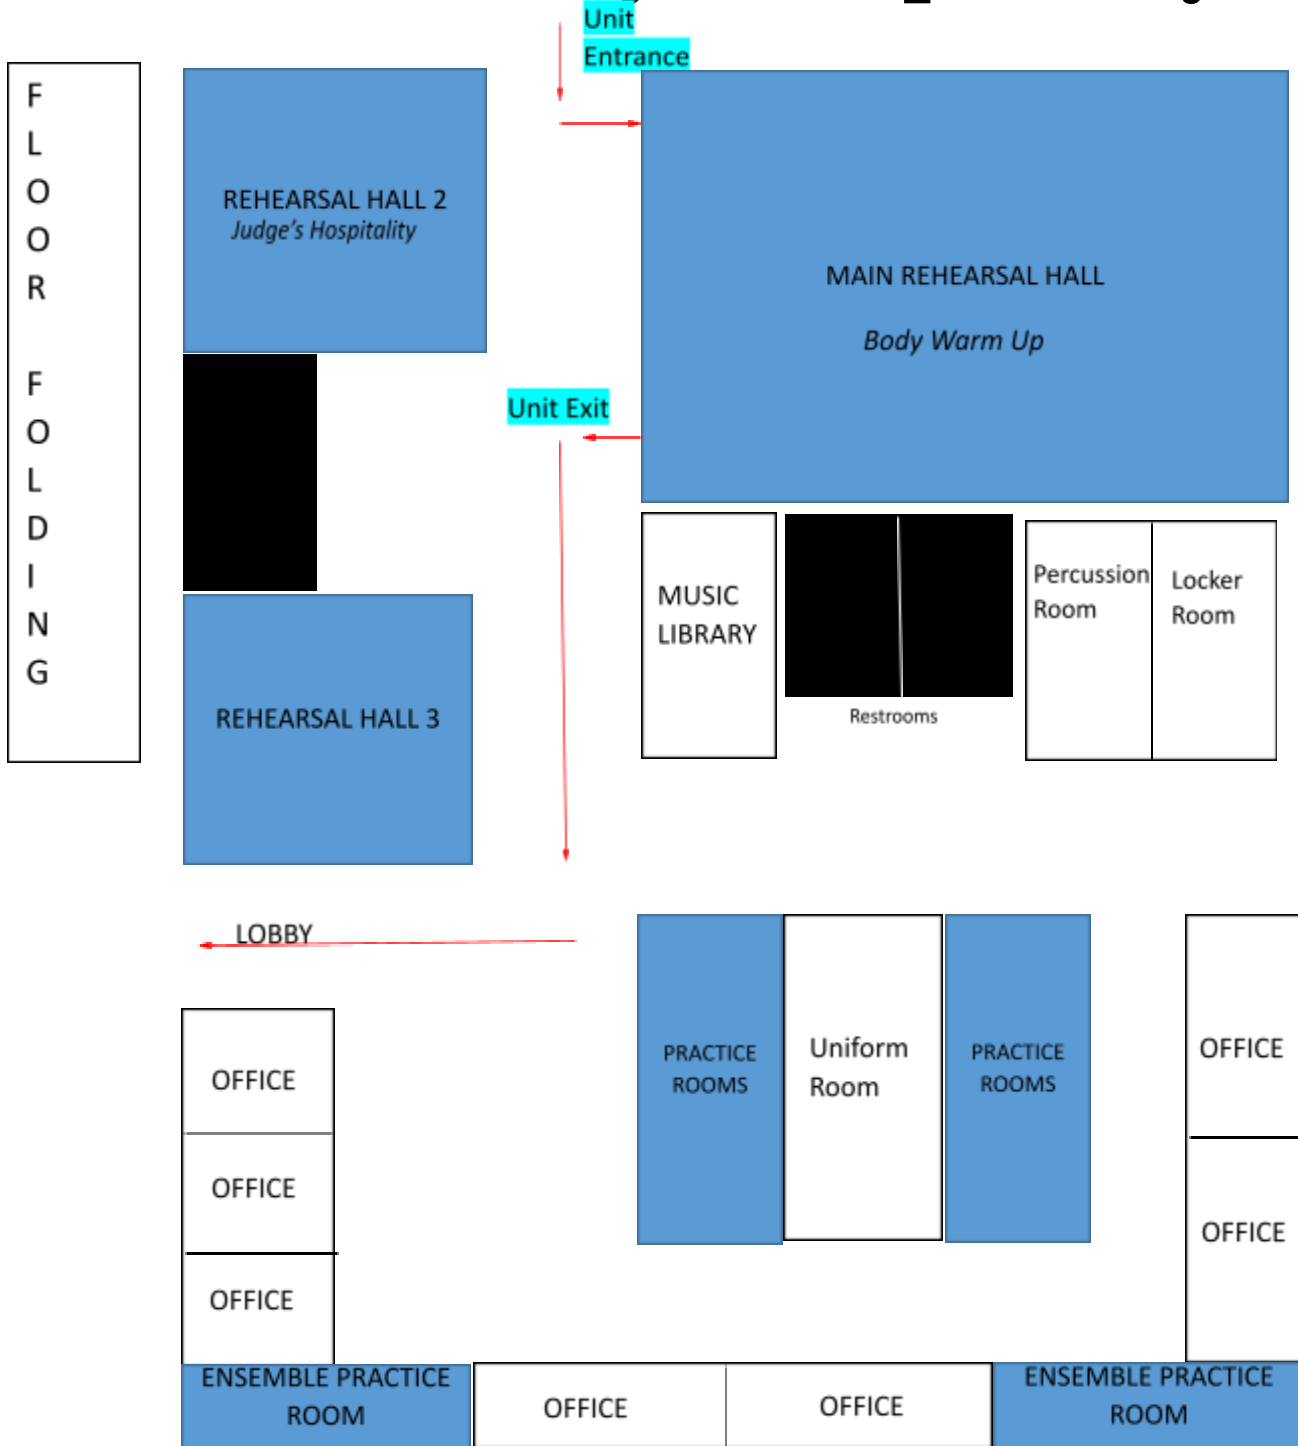 Unit
Entrance
F
L
O
O
R
F
O
L
D
I
N
G
REHEARSAL HALL 2
Judge's Hospitality
MAIN REHEARSAL HALL
Body Warm Up
Unit Exit
MUSIC
LIBRARY
Restrooms
Percussion
Room
Locker
Room
REHEARSAL HALL 3
LOBBY
OFFICE
OFFICE
OFFICE
PRACTICE
ROOMS
Uniform
Room
PRACTICE
ROOMS
OFFICE
OFFICE
ENSEMBLE PRACTICE
ROOM
OFFICE
OFFICE
ENSEMBLE PRACTICE
ROOM